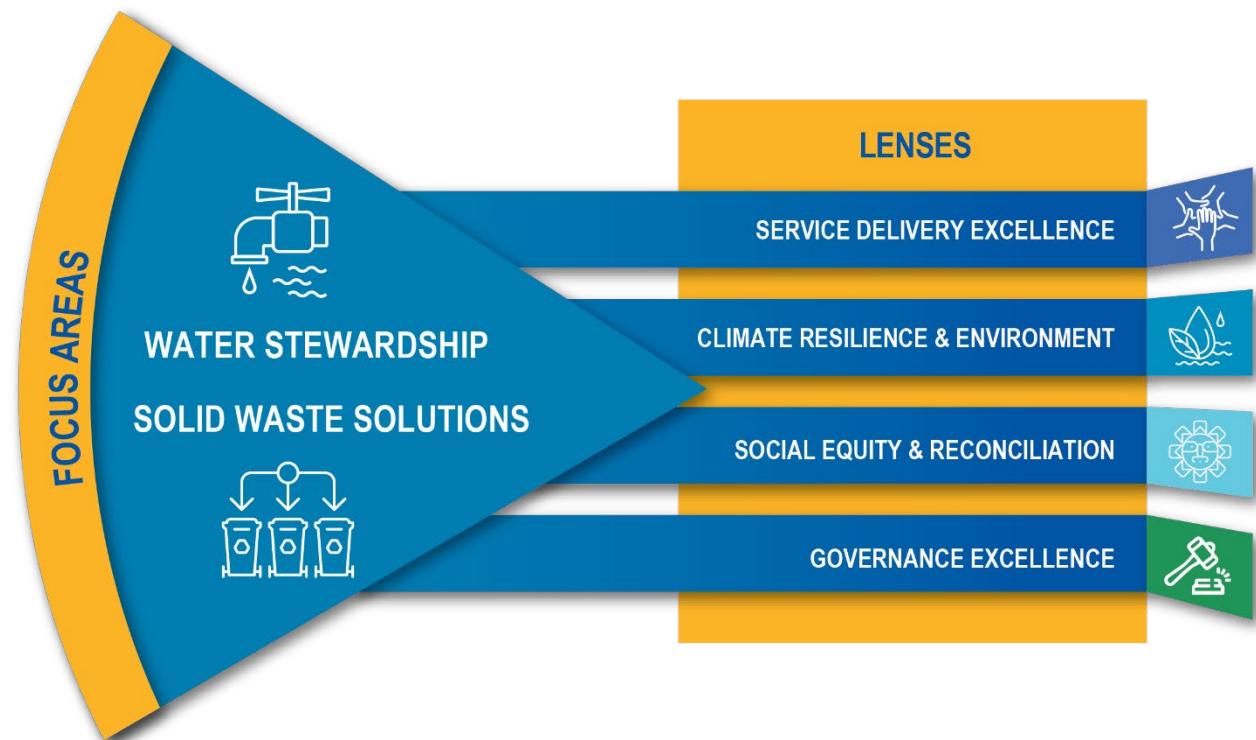 FOCUS AREAS
WATER STEWARDSHIP
SOLID WASTE SOLUTIONS
LENSES
SERVICE DELIVERY EXCELLENCE
CLIMATE RESILIENCE & ENVIRONMENT
SOCIAL EQUITY & RECONCILIATION
GOVERNANCE EXCELLENCE